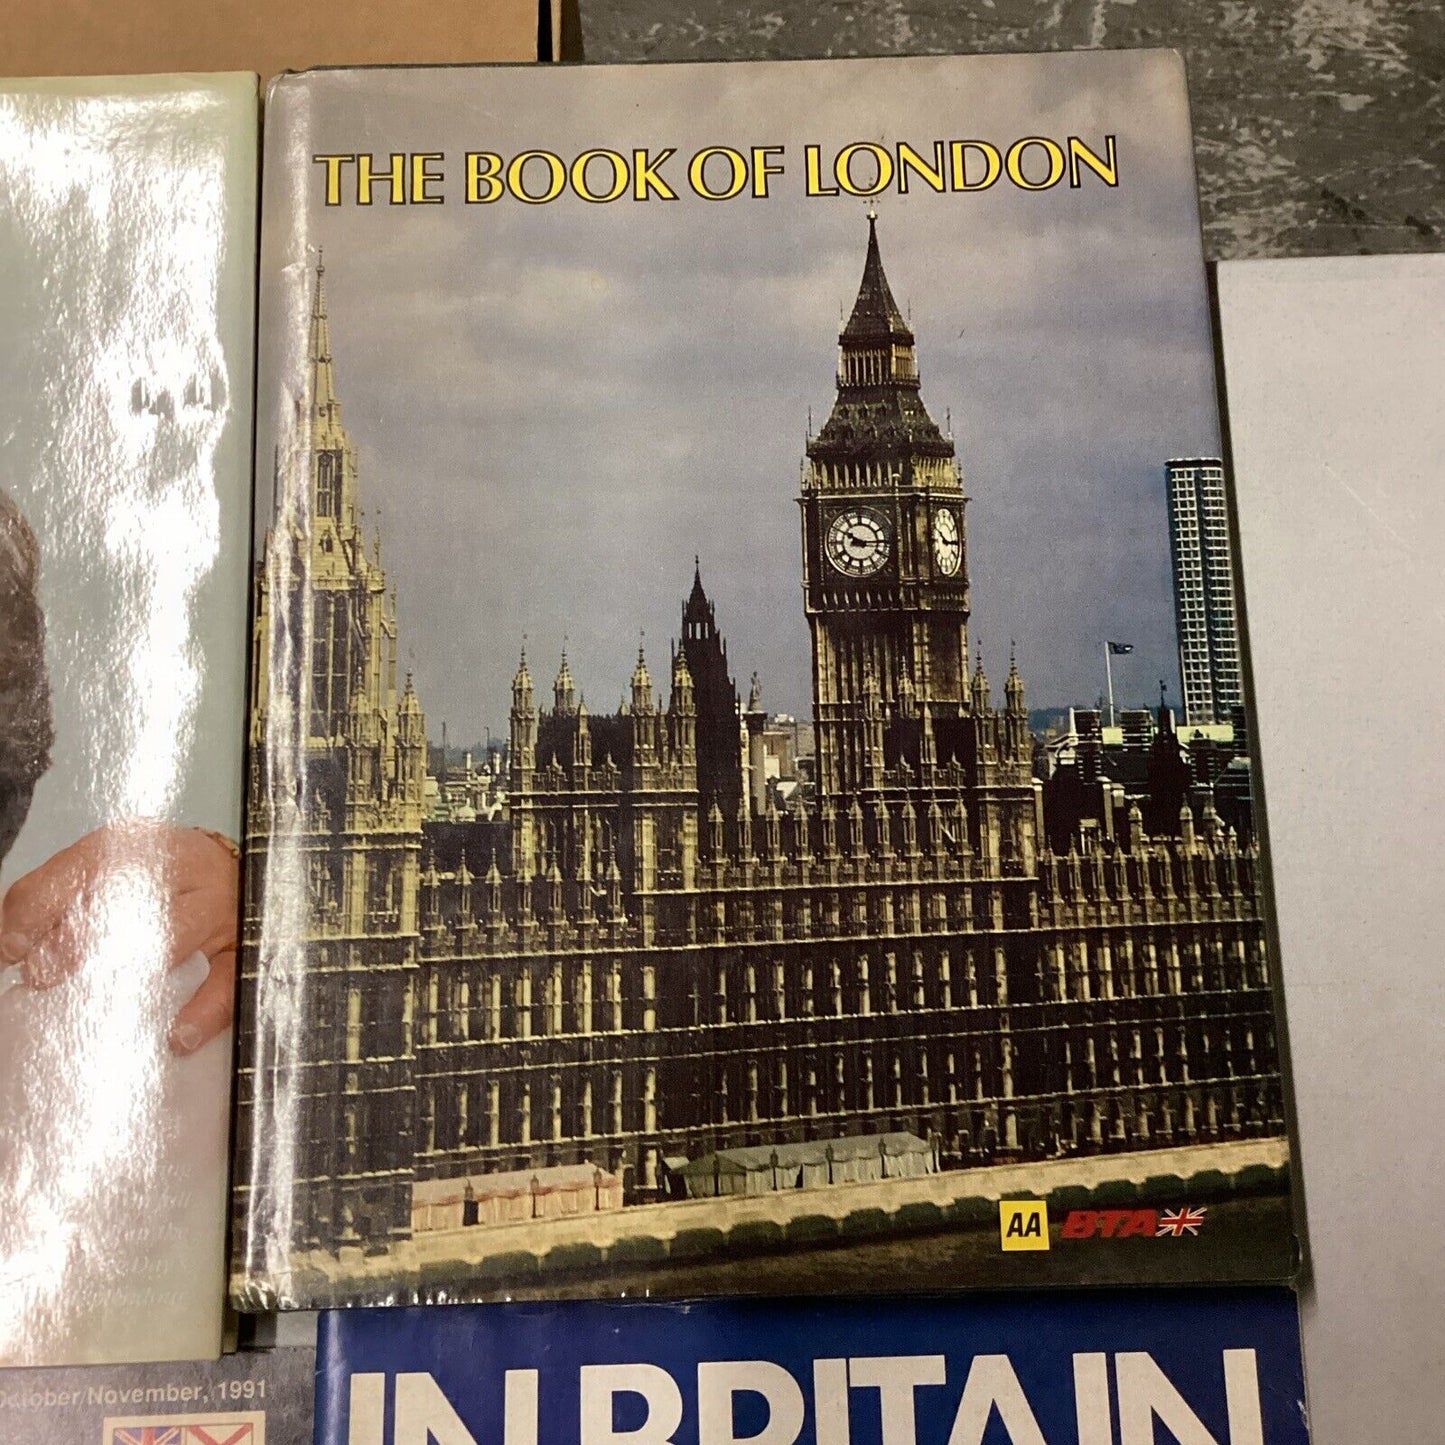 THE BOOK OF LONDON
AA BTA
October/November, 1991
IN BRITAIN